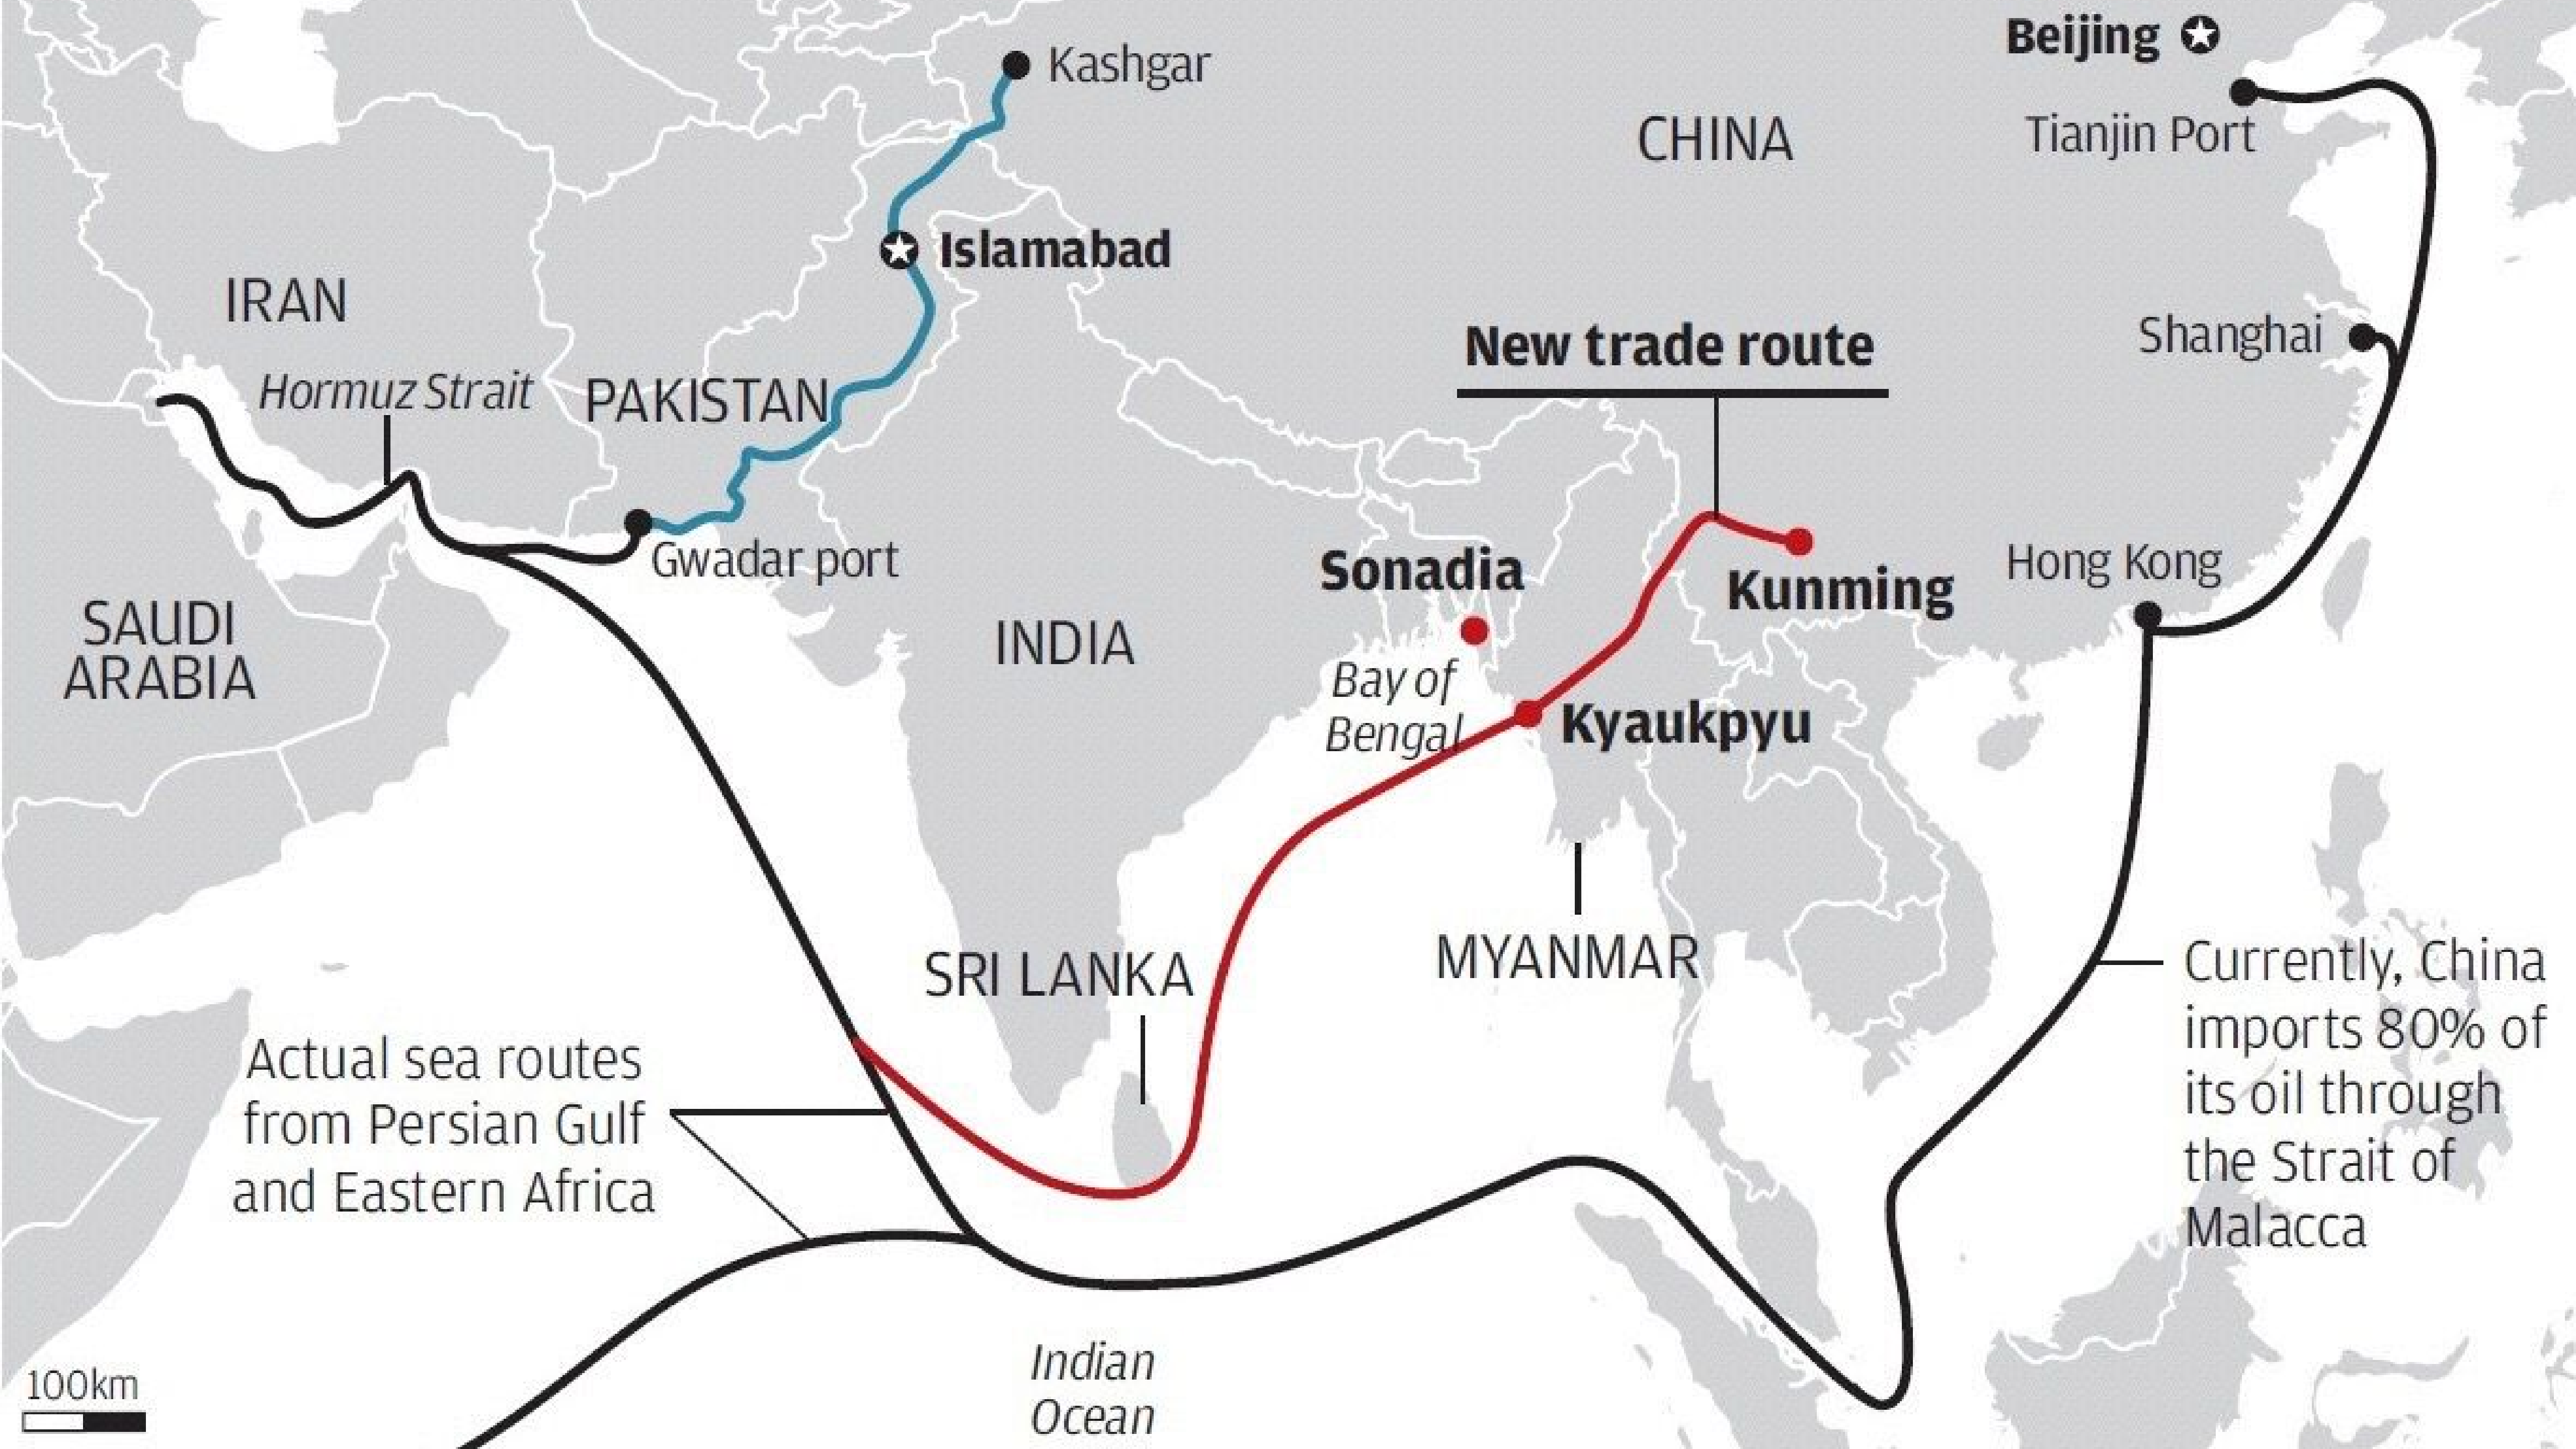 Kashgar
Beijing
Tianjin Port
CHINA
Islamabad
IRAN
Hormuz Strait
PAKISTAN
New trade route
Shanghai
Gwadar port
Sonadia
Kunming
Hong Kong
SAUDI
ARABIA
INDIA
Bay of
Bengal
Kyaukpyu
SRI LANKA
MYANMAR
Currently, China
imports 80% of
its oil through
the Strait of
Malacca
Actual sea routes
from Persian Gulf
and Eastern Africa
Indian
Ocean
100km